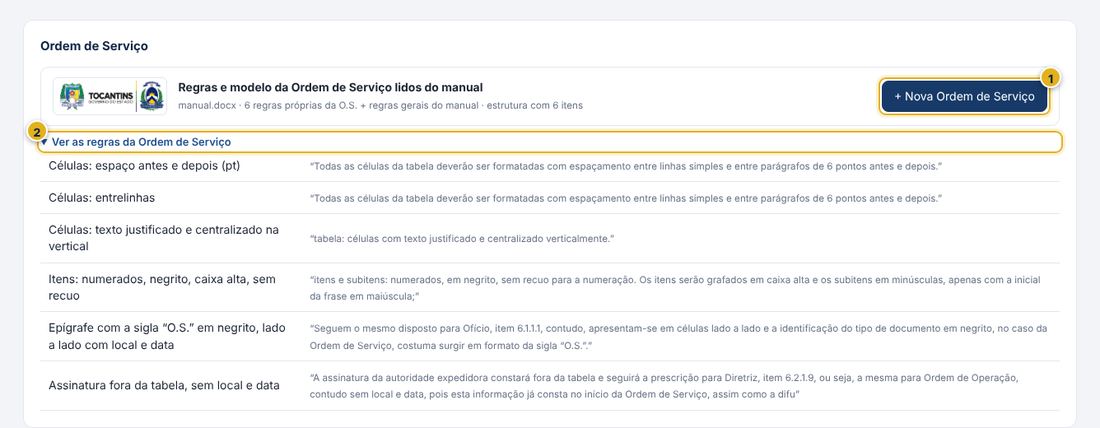 Ordem de Serviço
TOCANTINS
GOVERNO DO ESTADO
Regras e modelo da Ordem de Serviço lidos do manual
manual.docx · 6 regras próprias da O.S. + regras gerais do manual · estrutura com 6 itens
1
+ Nova Ordem de Serviço
2
▾ Ver as regras da Ordem de Serviço
Células: espaço antes e depois (pt)
“Todas as células da tabela deverão ser formatadas com espaçamento entre linhas simples e entre parágrafos de 6 pontos antes e depois.”
Células: entrelinhas
“Todas as células da tabela deverão ser formatadas com espaçamento entre linhas simples e entre parágrafos de 6 pontos antes e depois.”
Células: texto justificado e centralizado na
vertical
“tabela: células com texto justificado e centralizado verticalmente.”
Itens: numerados, negrito, caixa alta, sem
recuo
“itens e subitens: numerados, em negrito, sem recuo para a numeração. Os itens serão grafados em caixa alta e os subitens em minúsculas, apenas com a inicial
da frase em maiúscula;”
Epígrafe com a sigla “O.S.” em negrito, lado
a lado com local e data
“Seguem o mesmo disposto para Ofício, item 6.1.1.1, contudo, apresentam-se em células lado a lado e a identificação do tipo de documento em negrito, no caso da
Ordem de Serviço, costuma surgir em formato da sigla “O.S.”.”
Assinatura fora da tabela, sem local e data
“A assinatura da autoridade expedidora constará fora da tabela e seguirá a prescrição para Diretriz, item 6.2.1.9, ou seja, a mesma para Ordem de Operação,
contudo sem local e data, pois esta informação já consta no início da Ordem de Serviço, assim como a difu”